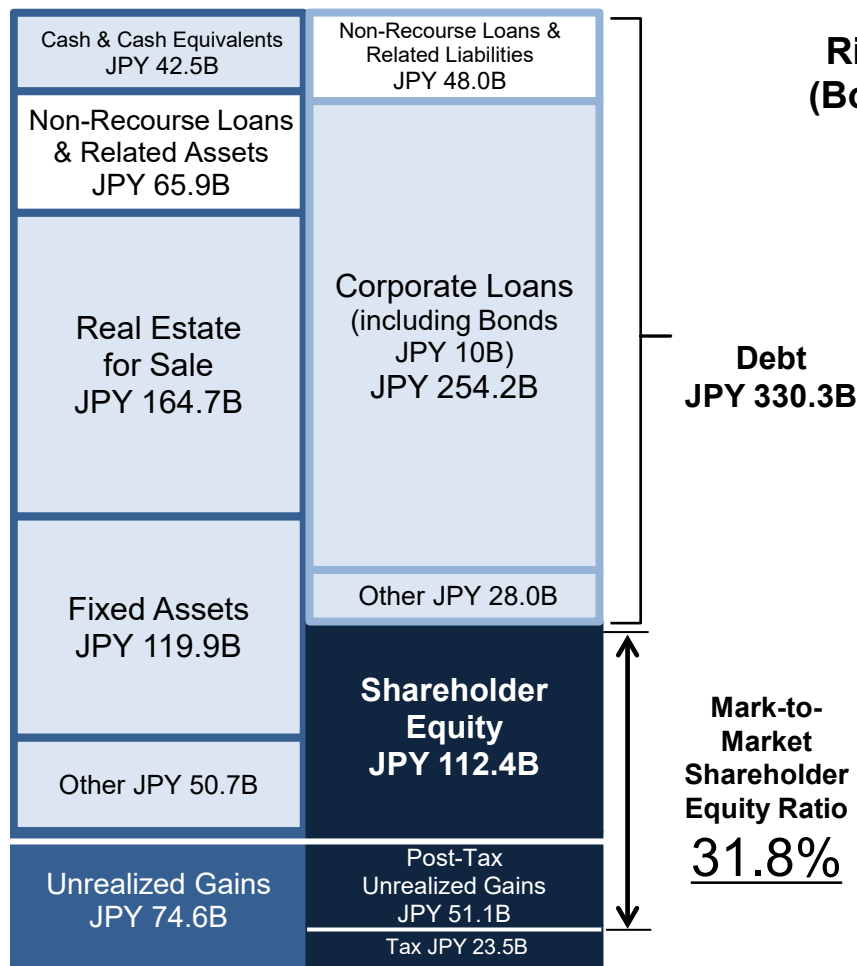 Cash & Cash Equivalents
JPY 42.5B
Non-Recourse Loans
& Related Assets
JPY 65.9B
Real Estate
for Sale
JPY 164.7B
Fixed Assets
JPY 119.9B
Other JPY 50.7B
Unrealized Gains
JPY 74.6B
Non-Recourse Loans &
Related Liabilities
JPY 48.0B
Corporate Loans
(including Bonds
JPY 10B)
JPY 254.2B
Other JPY 28.0B
Shareholder
Equity
JPY 112.4B
Post-Tax
Unrealized Gains
JPY 51.1B
Tax JPY 23.5B
Ri
(Bo
Debt
JPY 330.3B
Mark-to-
Market
Shareholder
Equity Ratio
31.8%